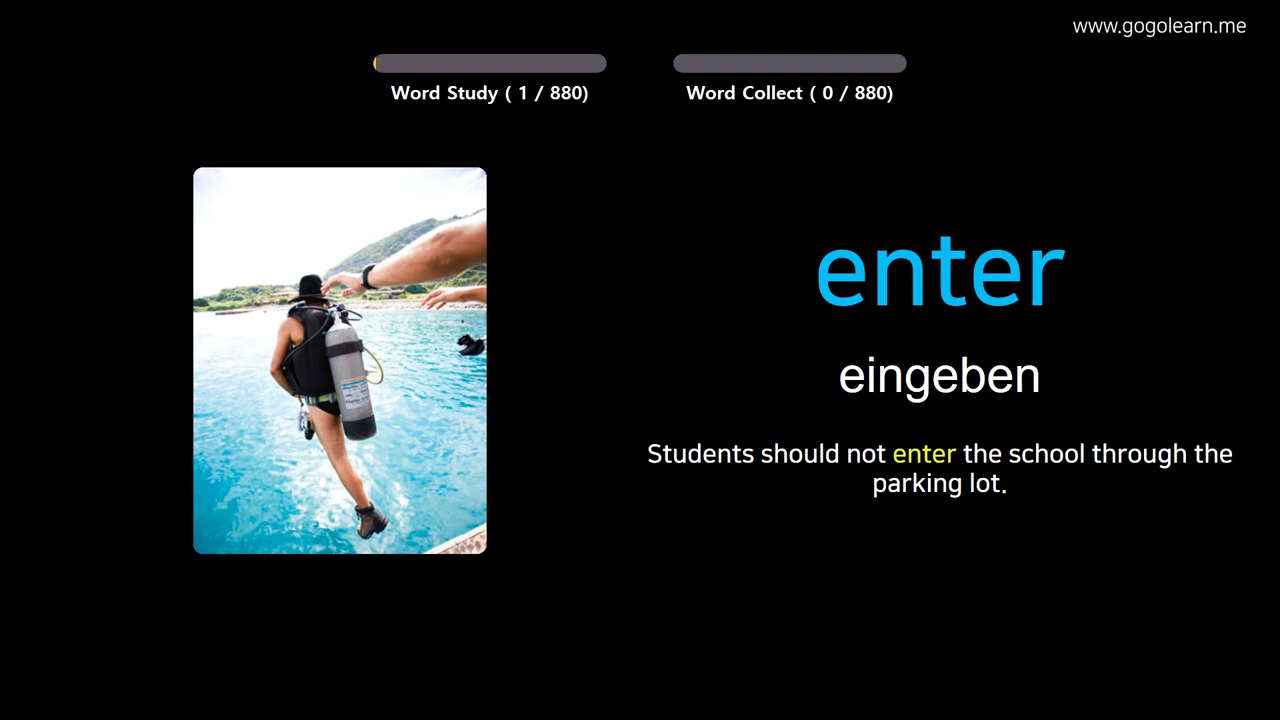 www.gogolearn.me
Word Study ( 1 / 880)
Word Collect ( 0 / 880)
enter
eingeben
Students should not enter the school through the
parking lot.